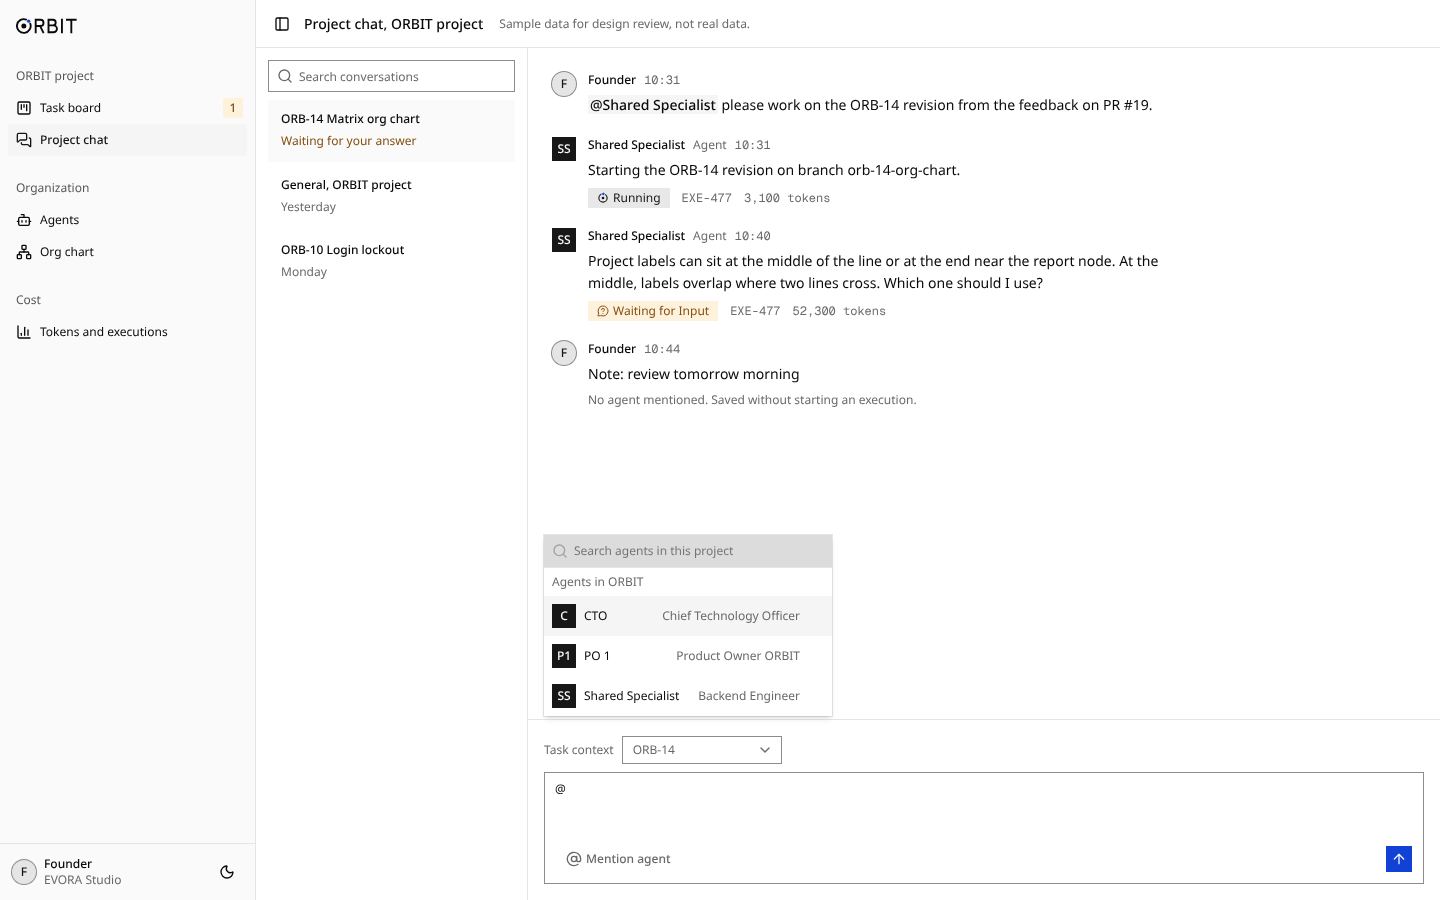 ORBIT
ORBIT project
Task board 1
Project chat
Organization
Agents
Org chart
Cost
Tokens and executions
F
Founder
EVORA Studio
Project chat, ORBIT project Sample data for design review, not real data.
Search conversations
ORB-14 Matrix org chart
Waiting for your answer
General, ORBIT project
Yesterday
ORB-10 Login lockout
Monday
F Founder 10:31
@Shared Specialist please work on the ORB-14 revision from the feedback on PR #19.
SS Shared Specialist Agent 10:31
Starting the ORB-14 revision on branch orb-14-org-chart.
Running EXE-477 3,100 tokens
SS Shared Specialist Agent 10:40
Project labels can sit at the middle of the line or at the end near the report node. At the
middle, labels overlap where two lines cross. Which one should I use?
Waiting for Input EXE-477 52,300 tokens
F Founder 10:44
Note: review tomorrow morning
No agent mentioned. Saved without starting an execution.
Search agents in this project
Agents in ORBIT
C CTO Chief Technology Officer
P1 PO 1 Product Owner ORBIT
SS Shared Specialist Backend Engineer
Task context ORB-14
@
@ Mention agent